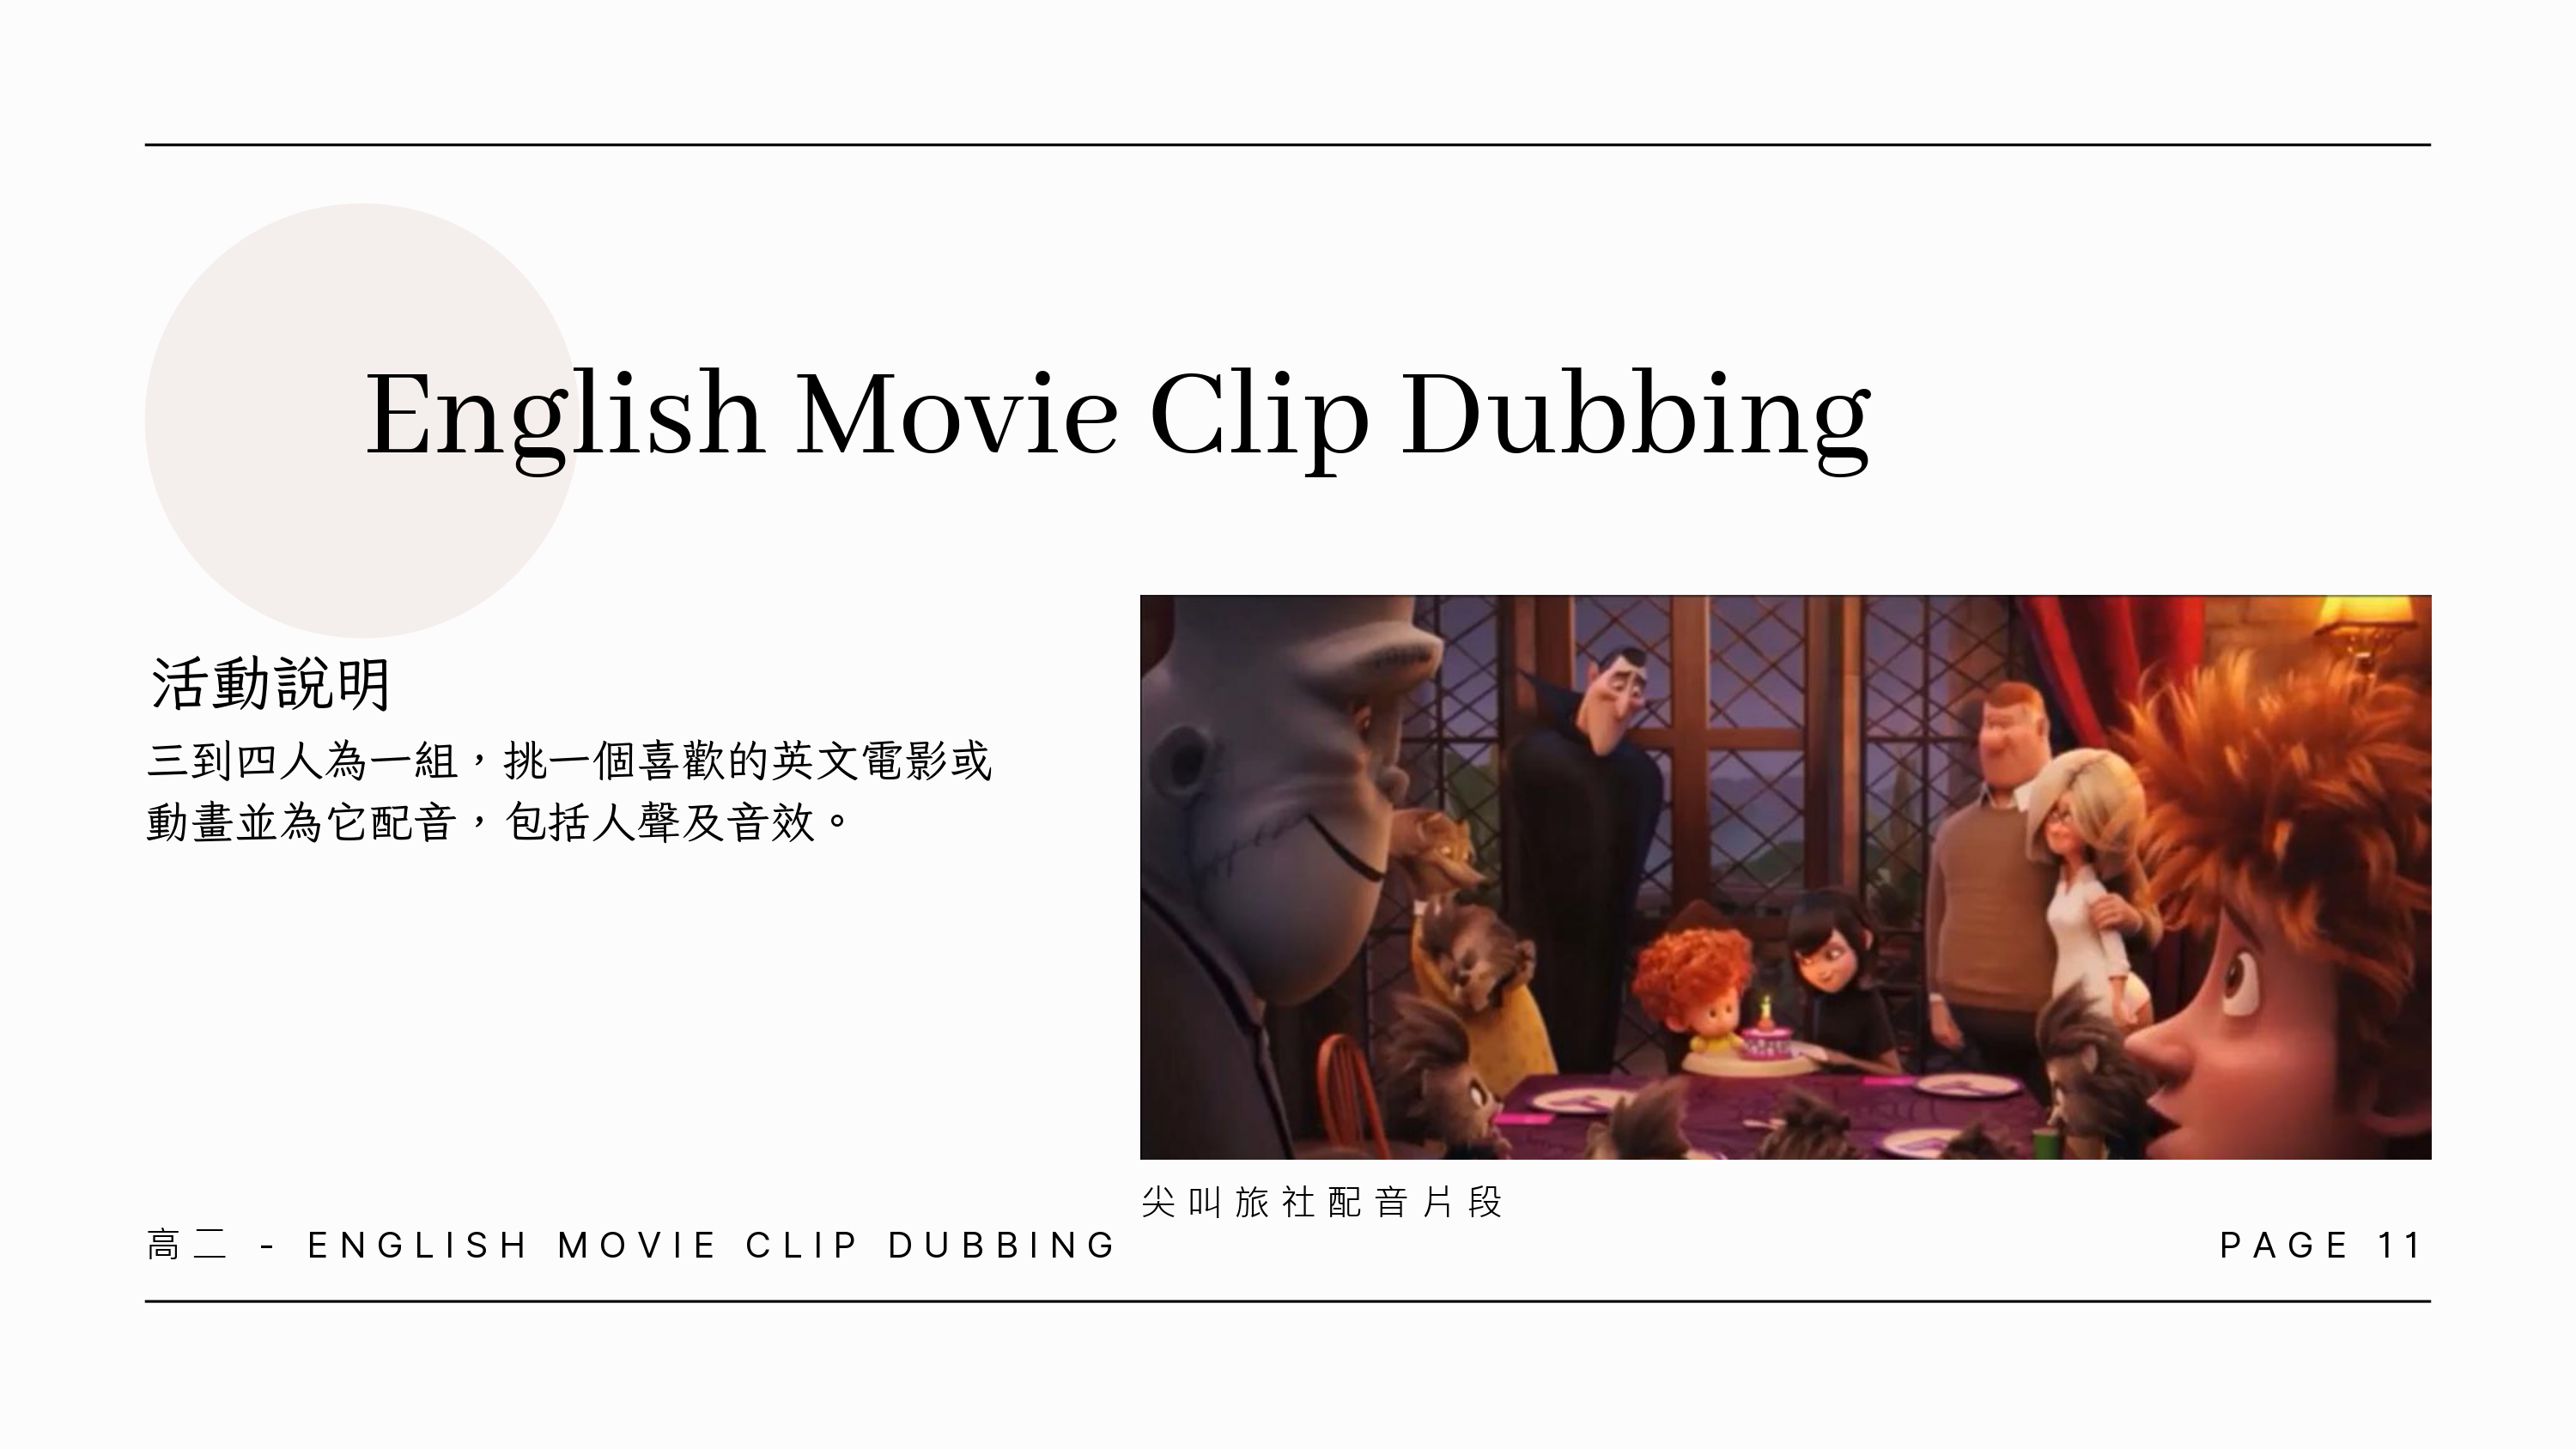 English Movie Clip Dubbing
活動說明
三到四人為一組，挑一個喜歡的英文電影或
動畫並為它配音，包括人聲及音效。
尖叫旅社配音片段
高二 - ENGLISH MOVIE CLIP DUBBING
PAGE 11